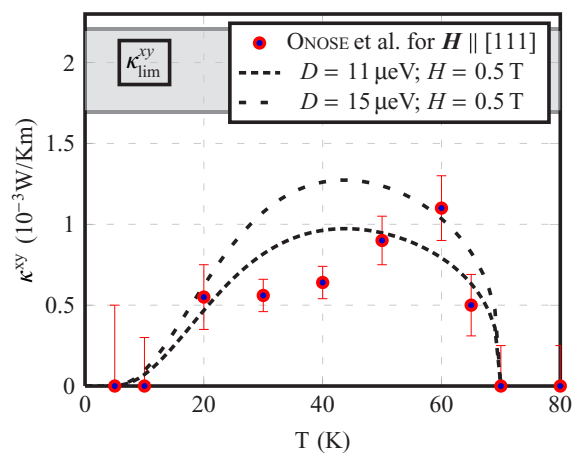 ONOSE et al. for H || [111]
D = 11 μeV; H = 0.5 T
D = 15 μeV; H = 0.5 T
κ^xy_lim
2
1.5
1
0.5
0
κ^xy (10^−3 W/Km)
0 20 40 60 80
T (K)